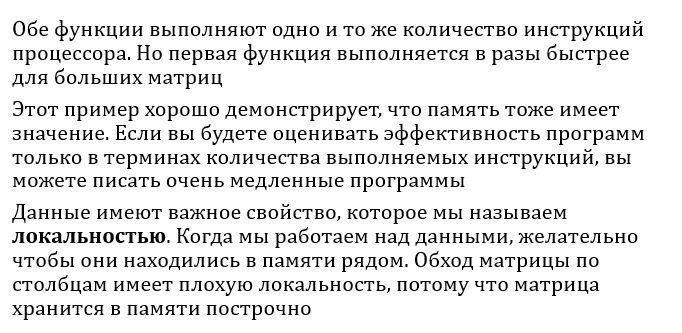 Обе функции выполняют одно и то же количество инструкций
процессора. Но первая функция выполняется в разы быстрее
для больших матриц
Этот пример хорошо демонстрирует, что память тоже имеет
значение. Если вы будете оценивать эффективность программ
только в терминах количества выполняемых инструкций, вы
можете писать очень медленные программы
Данные имеют важное свойство, которое мы называем
локальностью. Когда мы работаем над данными, желательно
чтобы они находились в памяти рядом. Обход матрицы по
столбцам имеет плохую локальность, потому что матрица
хранится в памяти построчно